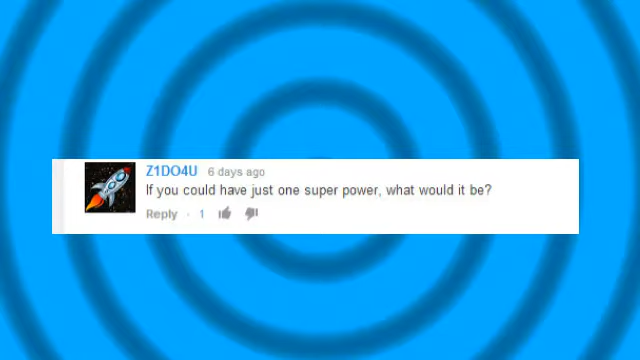 Z1DO4U 6 days ago
If you could have just one super power, what would it be?
Reply · 1